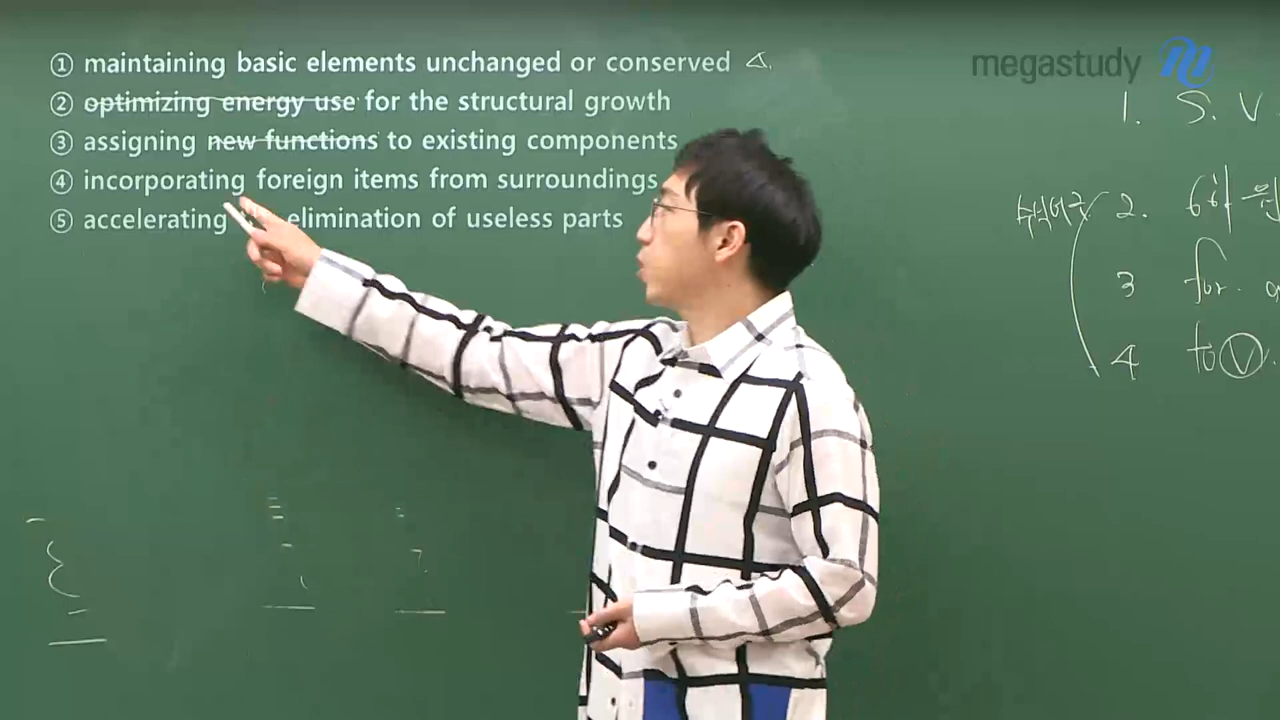 ① maintaining basic elements unchanged or conserved
② optimizing energy use for the structural growth
③ assigning new functions to existing components
④ incorporating foreign items from surroundings
⑤ accelerating elimination of useless parts
megastudy
1. S. V
2.
3 for.
4 to V